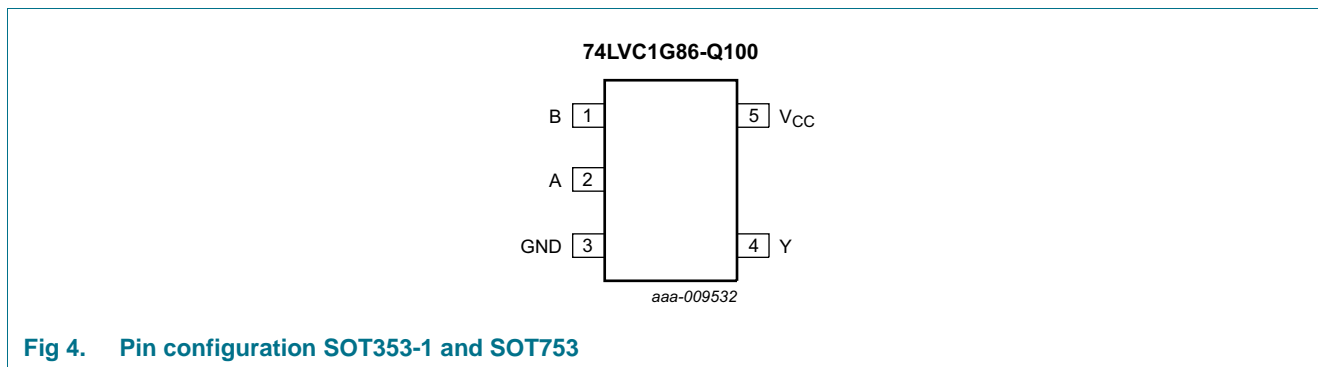 74LVC1G86-Q100
B 1 5 VCC
A 2
GND 3 4 Y
aaa-009532
Fig 4. Pin configuration SOT353-1 and SOT753